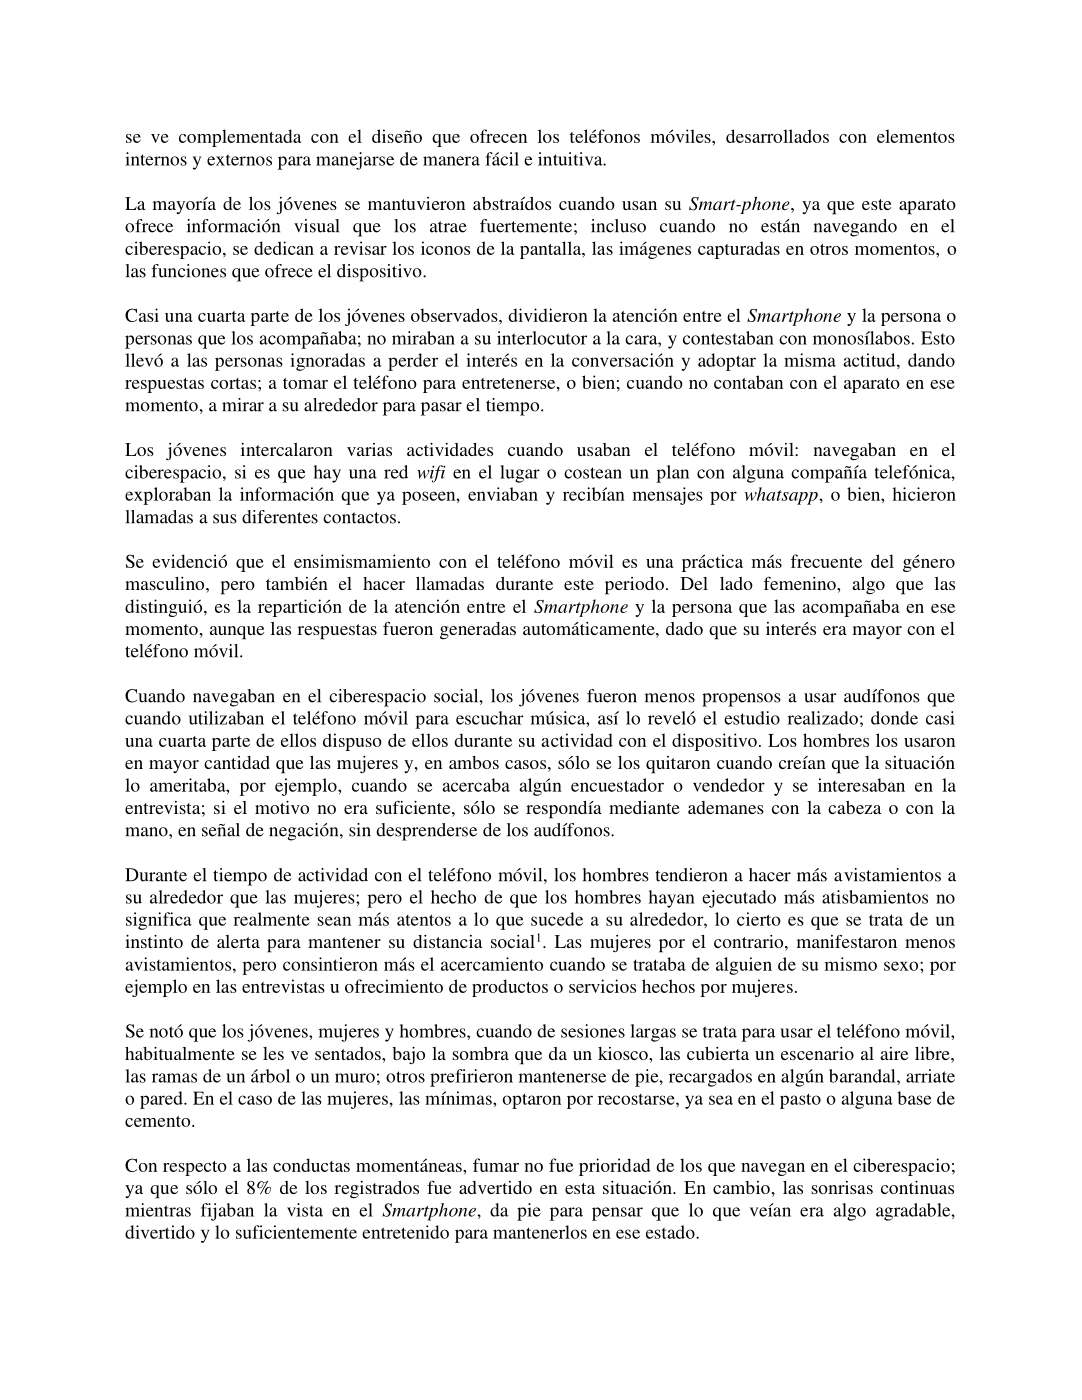 se ve complementada con el diseño que ofrecen los teléfonos móviles, desarrollados con elementos
internos y externos para manejarse de manera fácil e intuitiva.
La mayoría de los jóvenes se mantuvieron abstraídos cuando usan su Smart-phone, ya que este aparato
ofrece información visual que los atrae fuertemente; incluso cuando no están navegando en el
ciberespacio, se dedican a revisar los iconos de la pantalla, las imágenes capturadas en otros momentos, o
las funciones que ofrece el dispositivo.
Casi una cuarta parte de los jóvenes observados, dividieron la atención entre el Smartphone y la persona o
personas que los acompañaba; no miraban a su interlocutor a la cara, y contestaban con monosílabos. Esto
llevó a las personas ignoradas a perder el interés en la conversación y adoptar la misma actitud, dando
respuestas cortas; a tomar el teléfono para entretenerse, o bien; cuando no contaban con el aparato en ese
momento, a mirar a su alrededor para pasar el tiempo.
Los jóvenes intercalaron varias actividades cuando usaban el teléfono móvil: navegaban en el
ciberespacio, si es que hay una red wifi en el lugar o costean un plan con alguna compañía telefónica,
exploraban la información que ya poseen, enviaban y recibían mensajes por whatsapp, o bien, hicieron
llamadas a sus diferentes contactos.
Se evidenció que el ensimismamiento con el teléfono móvil es una práctica más frecuente del género
masculino, pero también el hacer llamadas durante este periodo. Del lado femenino, algo que las
distinguió, es la repartición de la atención entre el Smartphone y la persona que las acompañaba en ese
momento, aunque las respuestas fueron generadas automáticamente, dado que su interés era mayor con el
teléfono móvil.
Cuando navegaban en el ciberespacio social, los jóvenes fueron menos propensos a usar audífonos que
cuando utilizaban el teléfono móvil para escuchar música, así lo reveló el estudio realizado; donde casi
una cuarta parte de ellos dispuso de ellos durante su actividad con el dispositivo. Los hombres los usaron
en mayor cantidad que las mujeres y, en ambos casos, sólo se los quitaron cuando creían que la situación
lo ameritaba, por ejemplo, cuando se acercaba algún encuestador o vendedor y se interesaban en la
entrevista; si el motivo no era suficiente, sólo se respondía mediante ademanes con la cabeza o con la
mano, en señal de negación, sin desprenderse de los audífonos.
Durante el tiempo de actividad con el teléfono móvil, los hombres tendieron a hacer más avistamientos a
su alrededor que las mujeres; pero el hecho de que los hombres hayan ejecutado más atisbamientos no
significa que realmente sean más atentos a lo que sucede a su alrededor, lo cierto es que se trata de un
instinto de alerta para mantener su distancia social¹. Las mujeres por el contrario, manifestaron menos
avistamientos, pero consintieron más el acercamiento cuando se trataba de alguien de su mismo sexo; por
ejemplo en las entrevistas u ofrecimiento de productos o servicios hechos por mujeres.
Se notó que los jóvenes, mujeres y hombres, cuando de sesiones largas se trata para usar el teléfono móvil,
habitualmente se les ve sentados, bajo la sombra que da un kiosco, las cubierta un escenario al aire libre,
las ramas de un árbol o un muro; otros prefirieron mantenerse de pie, recargados en algún barandal, arriate
o pared. En el caso de las mujeres, las mínimas, optaron por recostarse, ya sea en el pasto o alguna base de
cemento.
Con respecto a las conductas momentáneas, fumar no fue prioridad de los que navegan en el ciberespacio;
ya que sólo el 8% de los registrados fue advertido en esta situación. En cambio, las sonrisas continuas
mientras fijaban la vista en el Smartphone, da pie para pensar que lo que veían era algo agradable,
divertido y lo suficientemente entretenido para mantenerlos en ese estado.